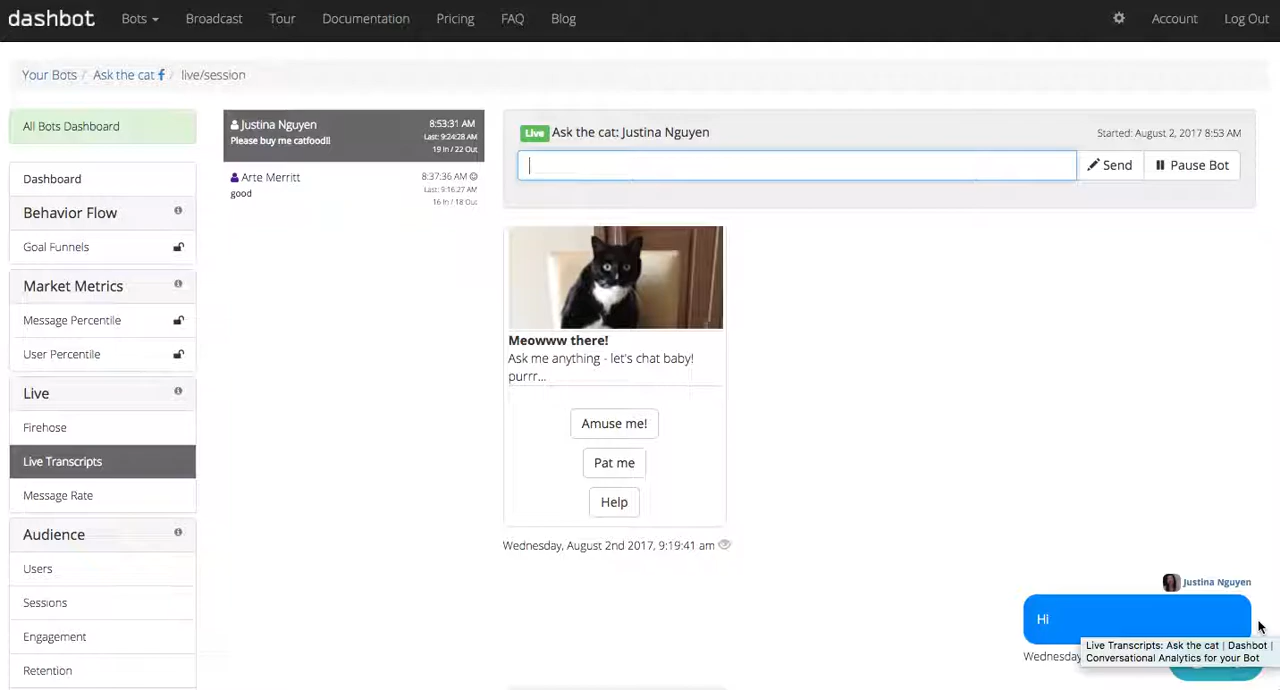 dashbot
Bots
Broadcast
Tour
Documentation
Pricing
FAQ
Blog
Account
Log Out
Your Bots / Ask the cat / live/session
All Bots Dashboard
Dashboard
Behavior Flow
Goal Funnels
Market Metrics
Message Percentile
User Percentile
Live
Firehose
Live Transcripts
Message Rate
Audience
Users
Sessions
Engagement
Retention
Justina Nguyen
8:53:31 AM
Please buy me catfood!!
Last: 9:24:28 AM
19 In / 22 Out
Arte Merritt
8:37:36 AM
good
Last: 9:16:27 AM
16 In / 18 Out
Live Ask the cat: Justina Nguyen
Started: August 2, 2017 8:53 AM
Send
Pause Bot
Meowww there!
Ask me anything - let's chat baby!
purrr...
Amuse me!
Pat me
Help
Wednesday, August 2nd 2017, 9:19:41 am
Justina Nguyen
Hi
Wednesday
Live Transcripts: Ask the cat | Dashbot |
Conversational Analytics for your Bot